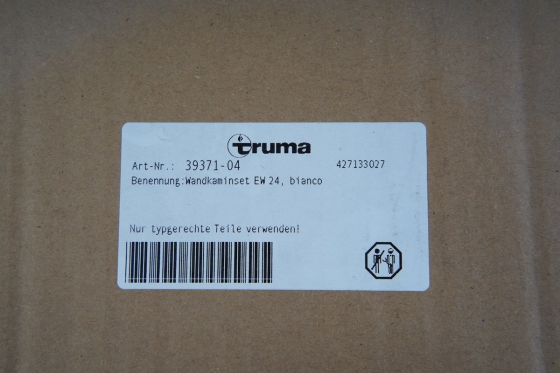 truma
Art-Nr.: 39371-04 427133027
Benennung:Wandkaminset EW 24, bianco
Nur typgerechte Teile verwenden!